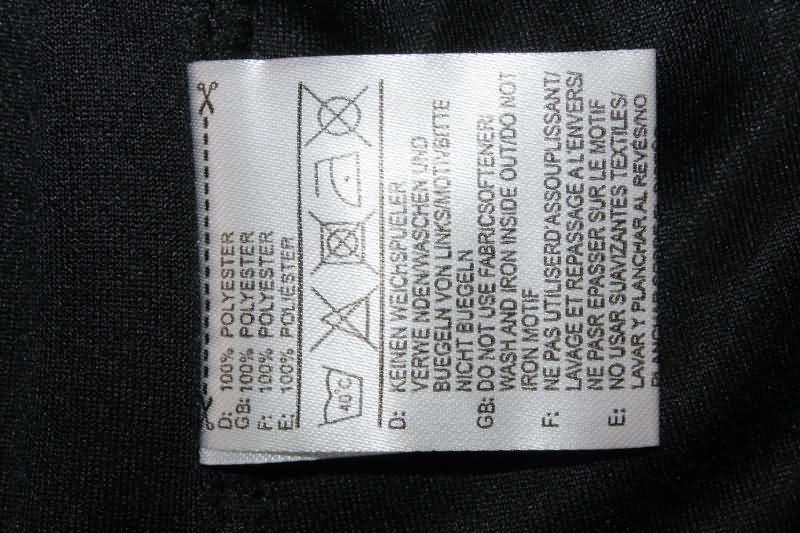 D: 100% POLYESTER
GB: 100% POLYESTER
F: 100% POLYESTER
E: 100% POLIÉSTER
40°C
D: KEINEN WEICHSPUELER
VERWENDEN/WASCHEN UND
BUEGELN VON LINKS/MOTIV BITTE
NICHT BUEGELN
GB: DO NOT USE FABRICSOFTENER/
WASH AND IRON INSIDE OUT/DO NOT
IRON MOTIF
F: NE PAS UTILISERD'ASSOUPLISSANT/
LAVAGE ET REPASSAGE A L'ENVERS/
NE PASR EPASSER SUR LE MOTIF
E: NO USAR SUAVIZANTES TEXTILES/
LAVAR Y PLANCHAR AL REVÉS/NO